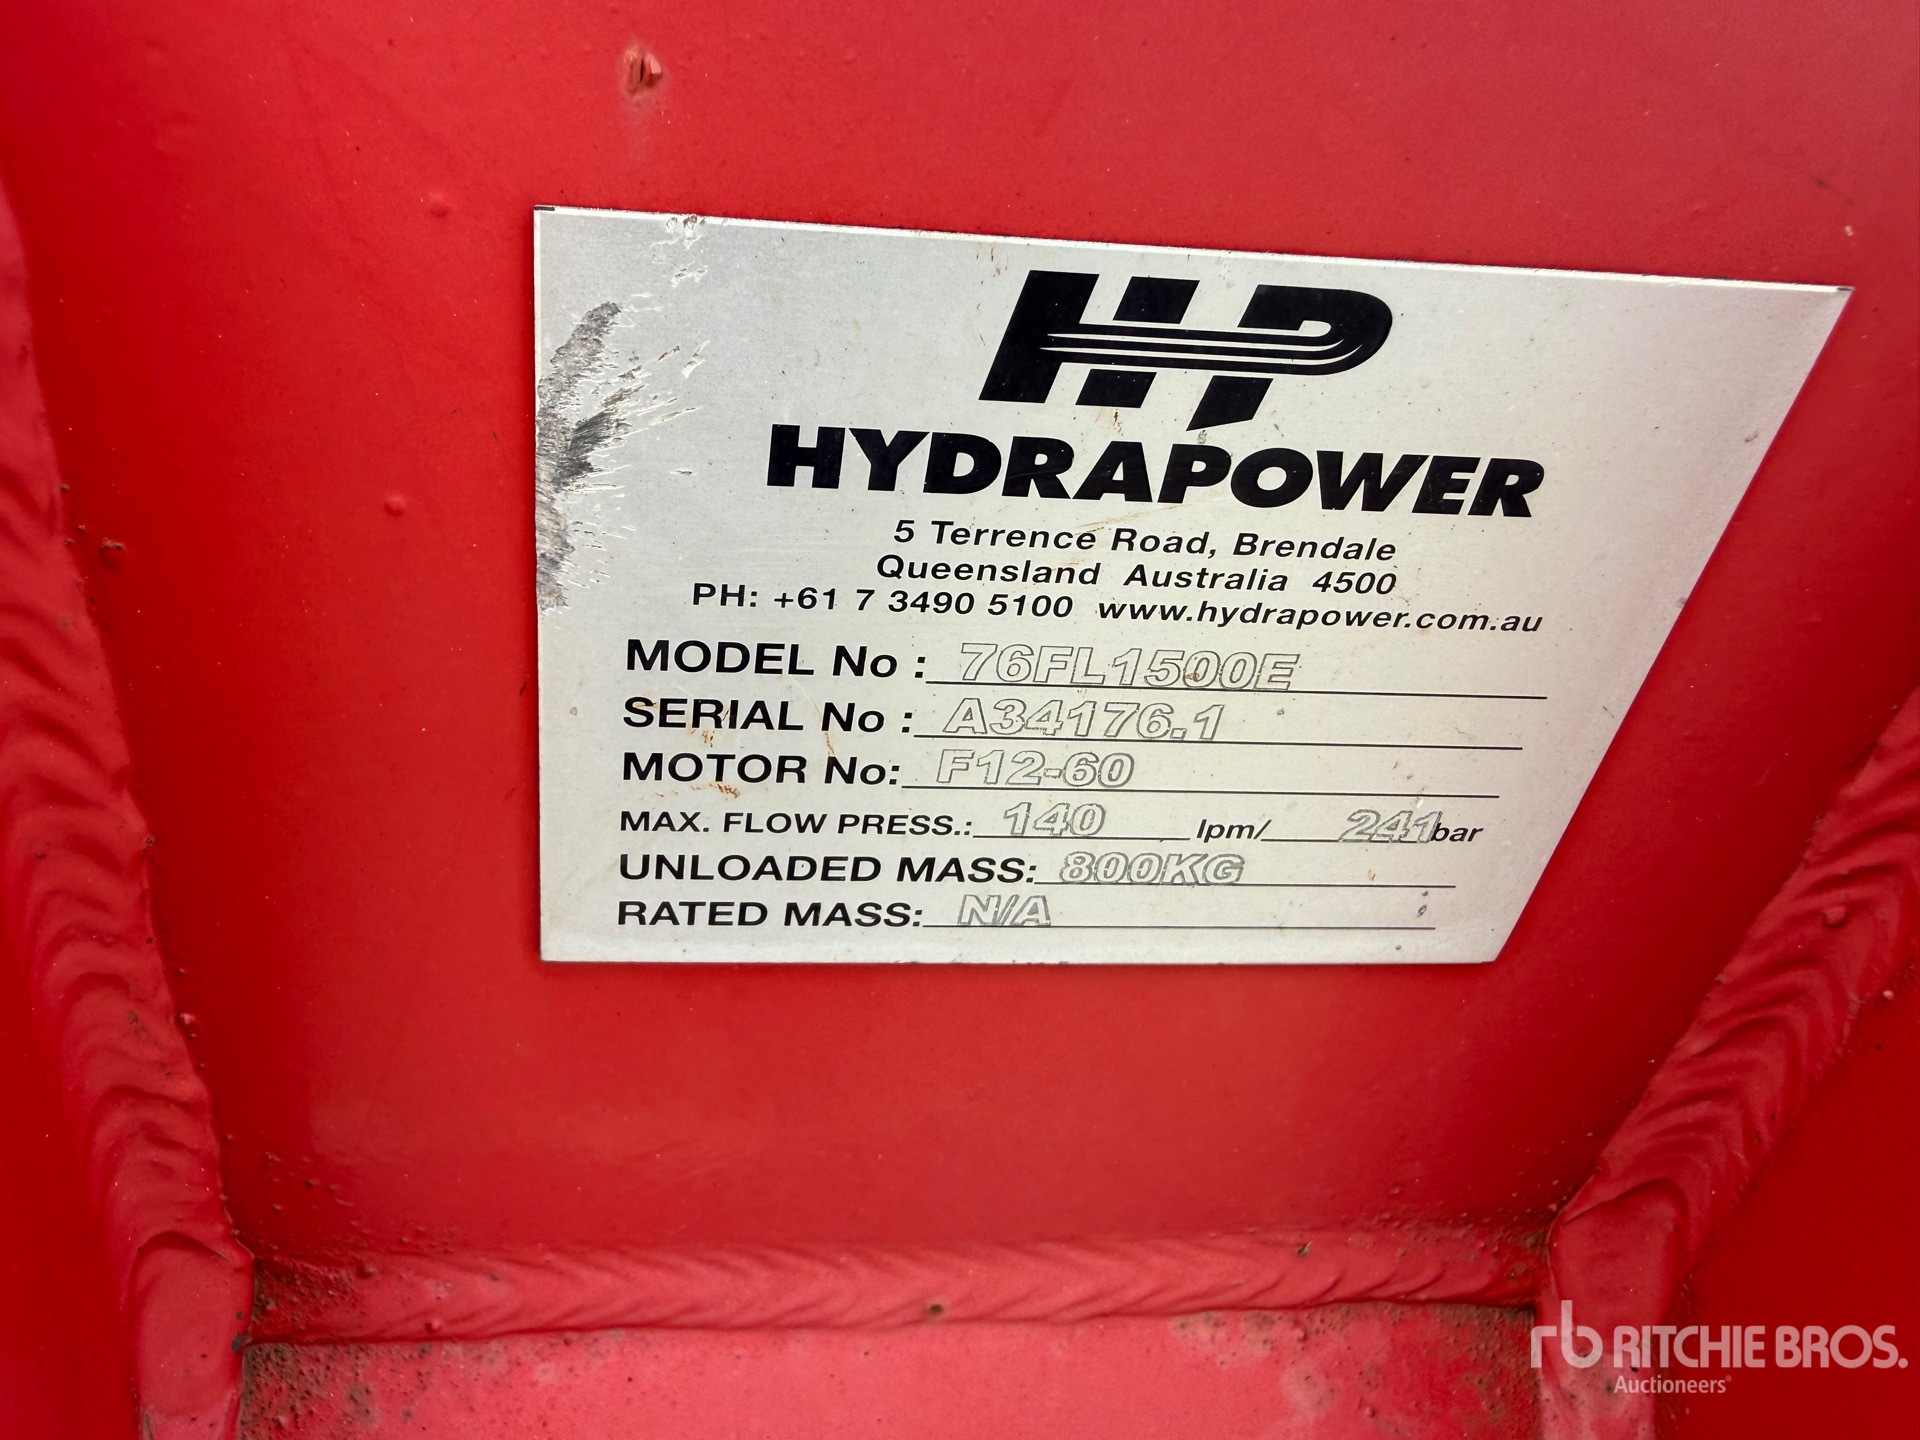 HP
HYDRAPOWER
5 Terrence Road, Brendale
Queensland Australia 4500
PH: +61 7 3490 5100 www.hydrapower.com.au
MODEL No : 76FL1500E
SERIAL No : A34176.1
MOTOR No: F12-60
MAX. FLOW PRESS.: 140 lpm/ 241 bar
UNLOADED MASS: 800KG
RATED MASS: N/A
rb RITCHIE BROS.
Auctioneers®